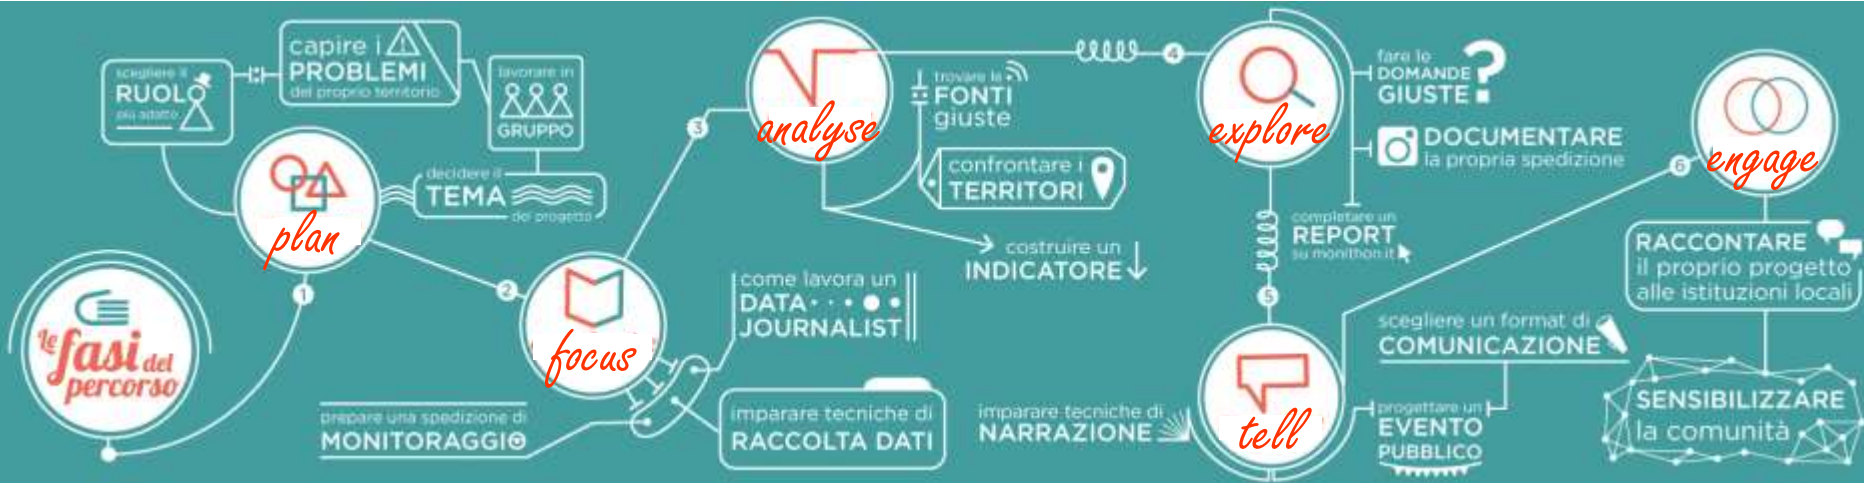 Le
fasi del
percorso
1
plan
scegliere il
RUOLO
più adatto
capire i
PROBLEMI
del proprio territorio
lavorare in
GRUPPO
decidere il
TEMA
del progetto
2
focus
come lavora un
DATA
JOURNALIST
imparare tecniche di
RACCOLTA DATI
prepare una spedizione di
MONITORAGGIO
3
analyse
trovare le
FONTI
giuste
confrontare i
TERRITORI
costruire un
INDICATORE
4
explore
fare le
DOMANDE
GIUSTE ?
DOCUMENTARE
la propria spedizione
completare un
REPORT
su monithon.it
5
tell
imparare tecniche di
NARRAZIONE
scegliere un format di
COMUNICAZIONE
progettare un
EVENTO
PUBBLICO
6
engage
RACCONTARE
il proprio progetto
alle istituzioni locali
SENSIBILIZZARE
la comunità